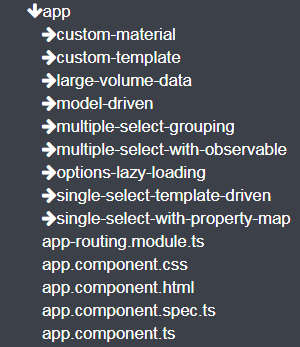 app
custom-material
custom-template
large-volume-data
model-driven
multiple-select-grouping
multiple-select-with-observable
options-lazy-loading
single-select-template-driven
single-select-with-property-map
app-routing.module.ts
app.component.css
app.component.html
app.component.spec.ts
app.component.ts